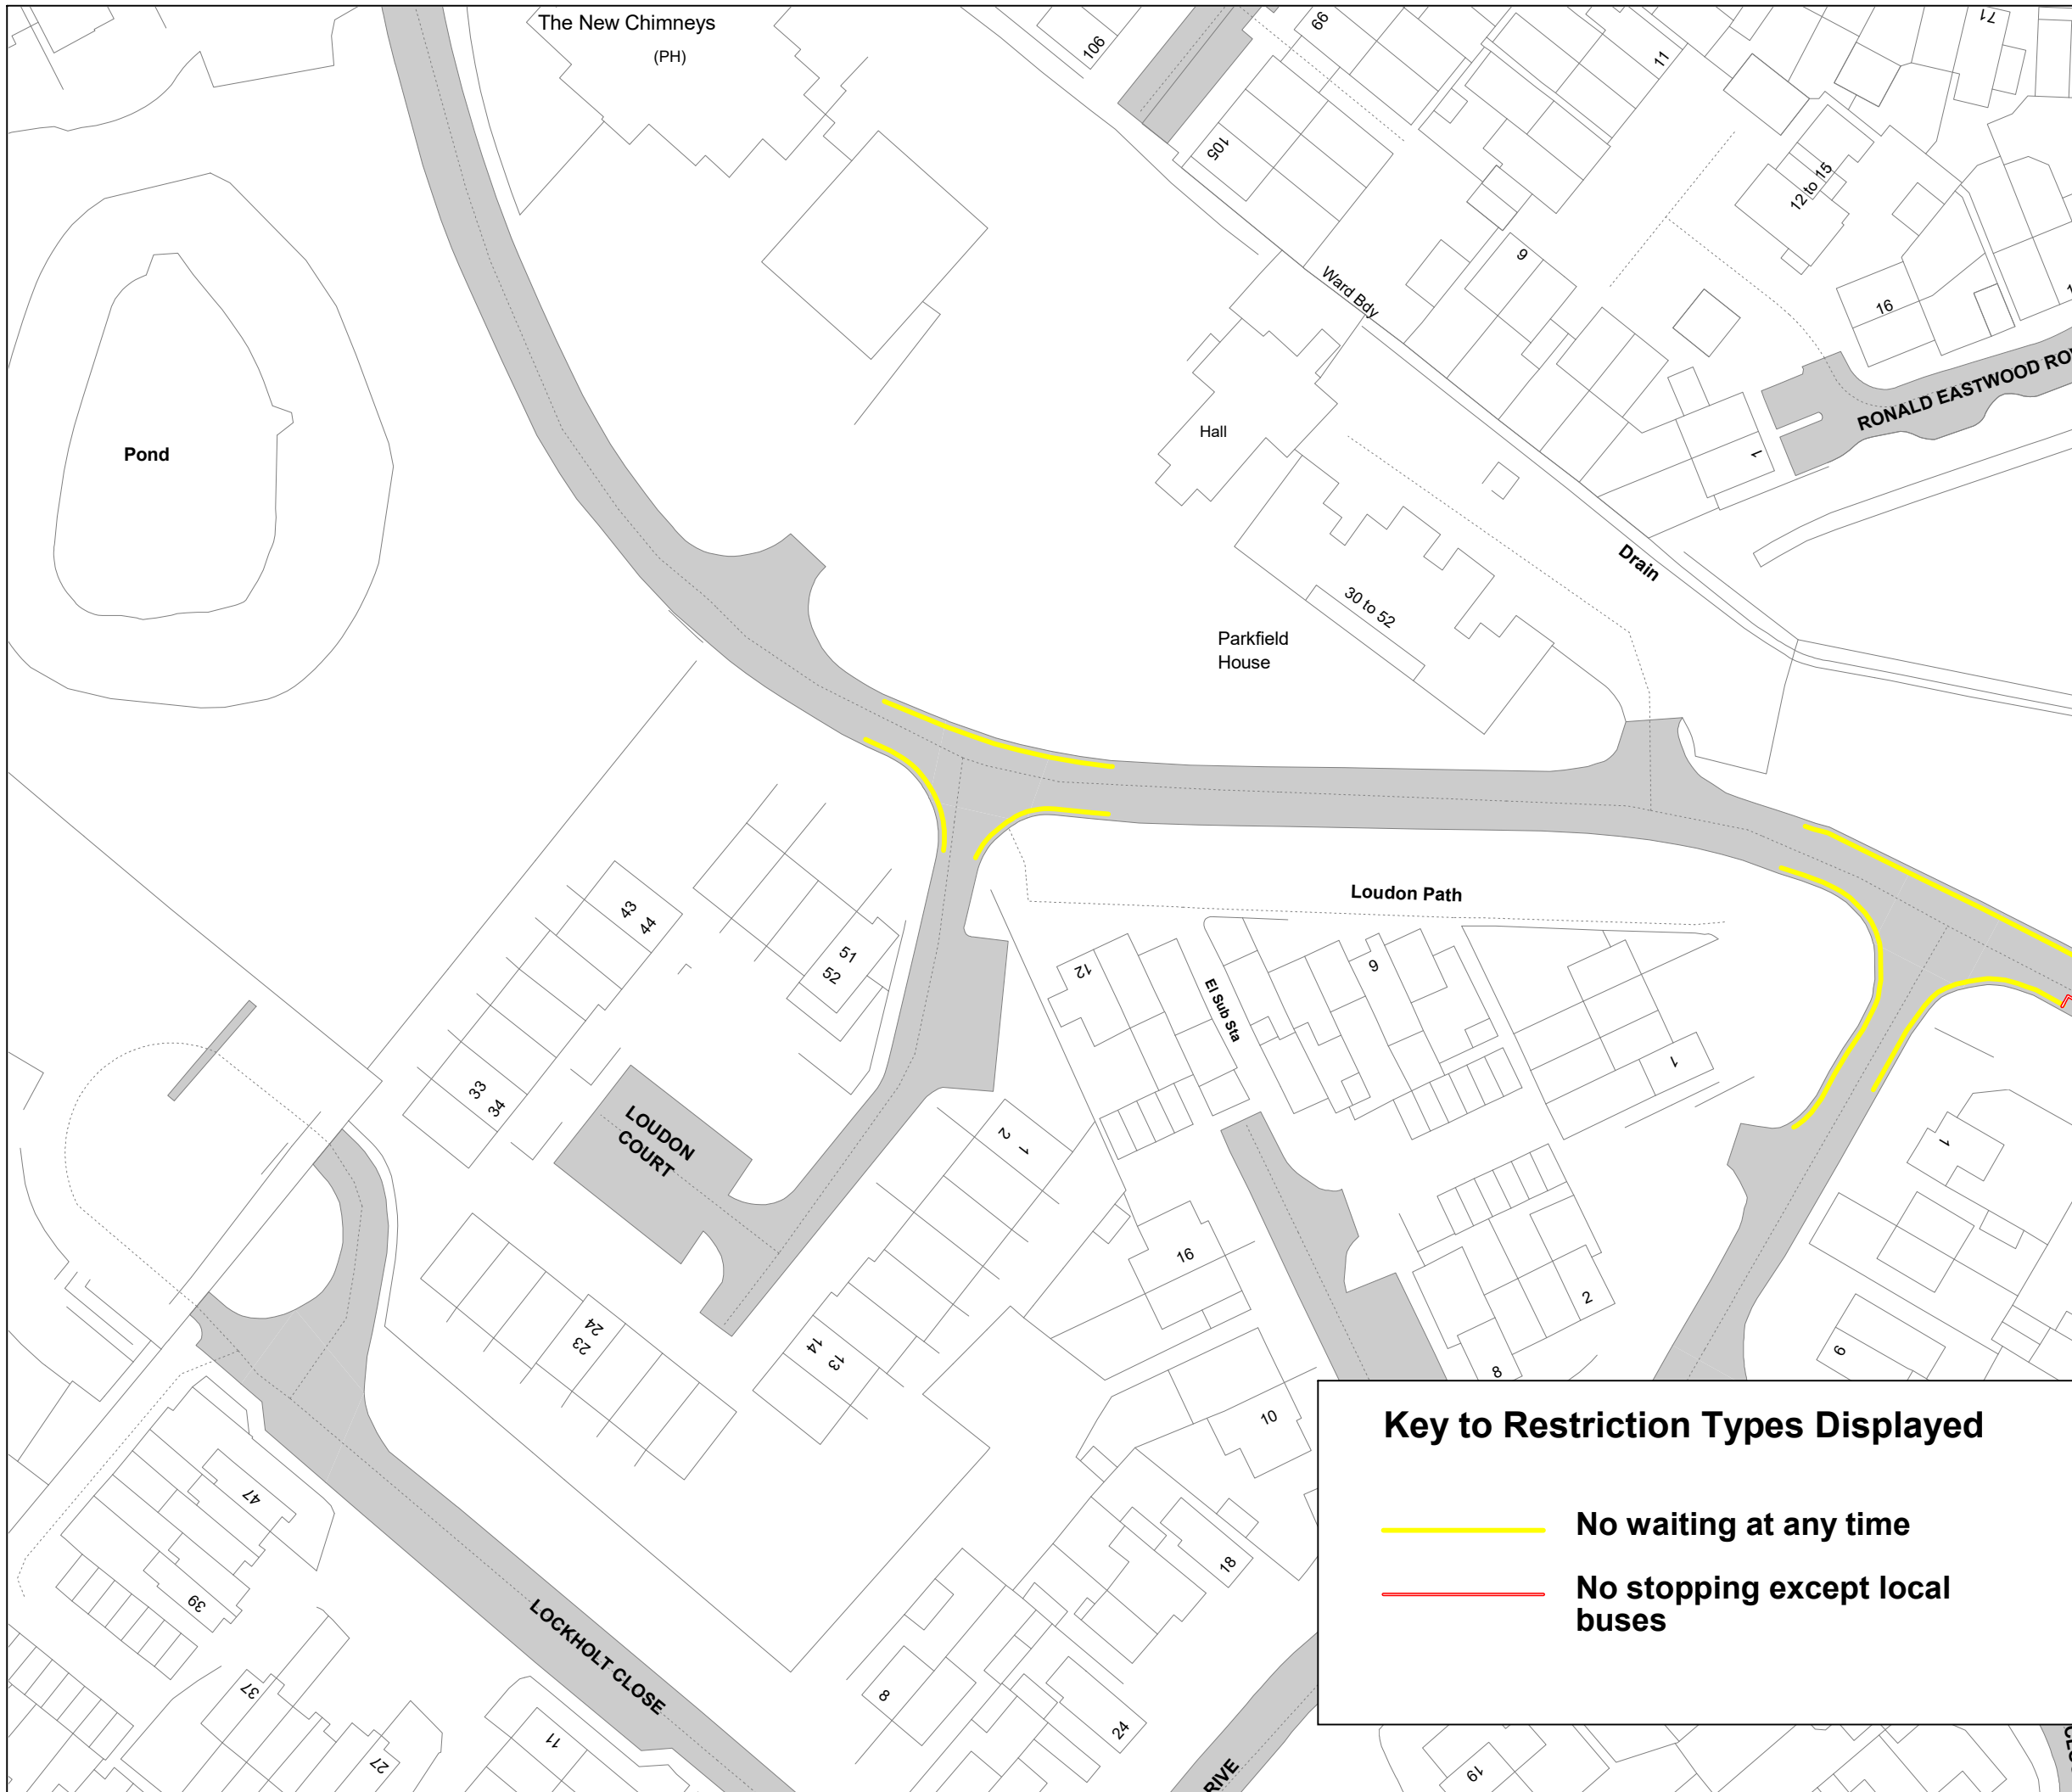 The New Chimneys
(PH)
106
66
11
71
105
12 to 15
9
16
Ward Bdy
RONALD EASTWOOD
Hall
1
Pond
Drain
30 to 52
Parkfield
House
Loudon Path
43
44
51
52
12
9
El Sub Sta
1
33
34
LOUDON
COURT
2
1
1
16
2
24
23
14
13
9
8
10
47
18
39
LOCKHOLT CLOSE
37
8
24
11
27
19
Key to Restriction Types Displayed
No waiting at any time
No stopping except local
buses